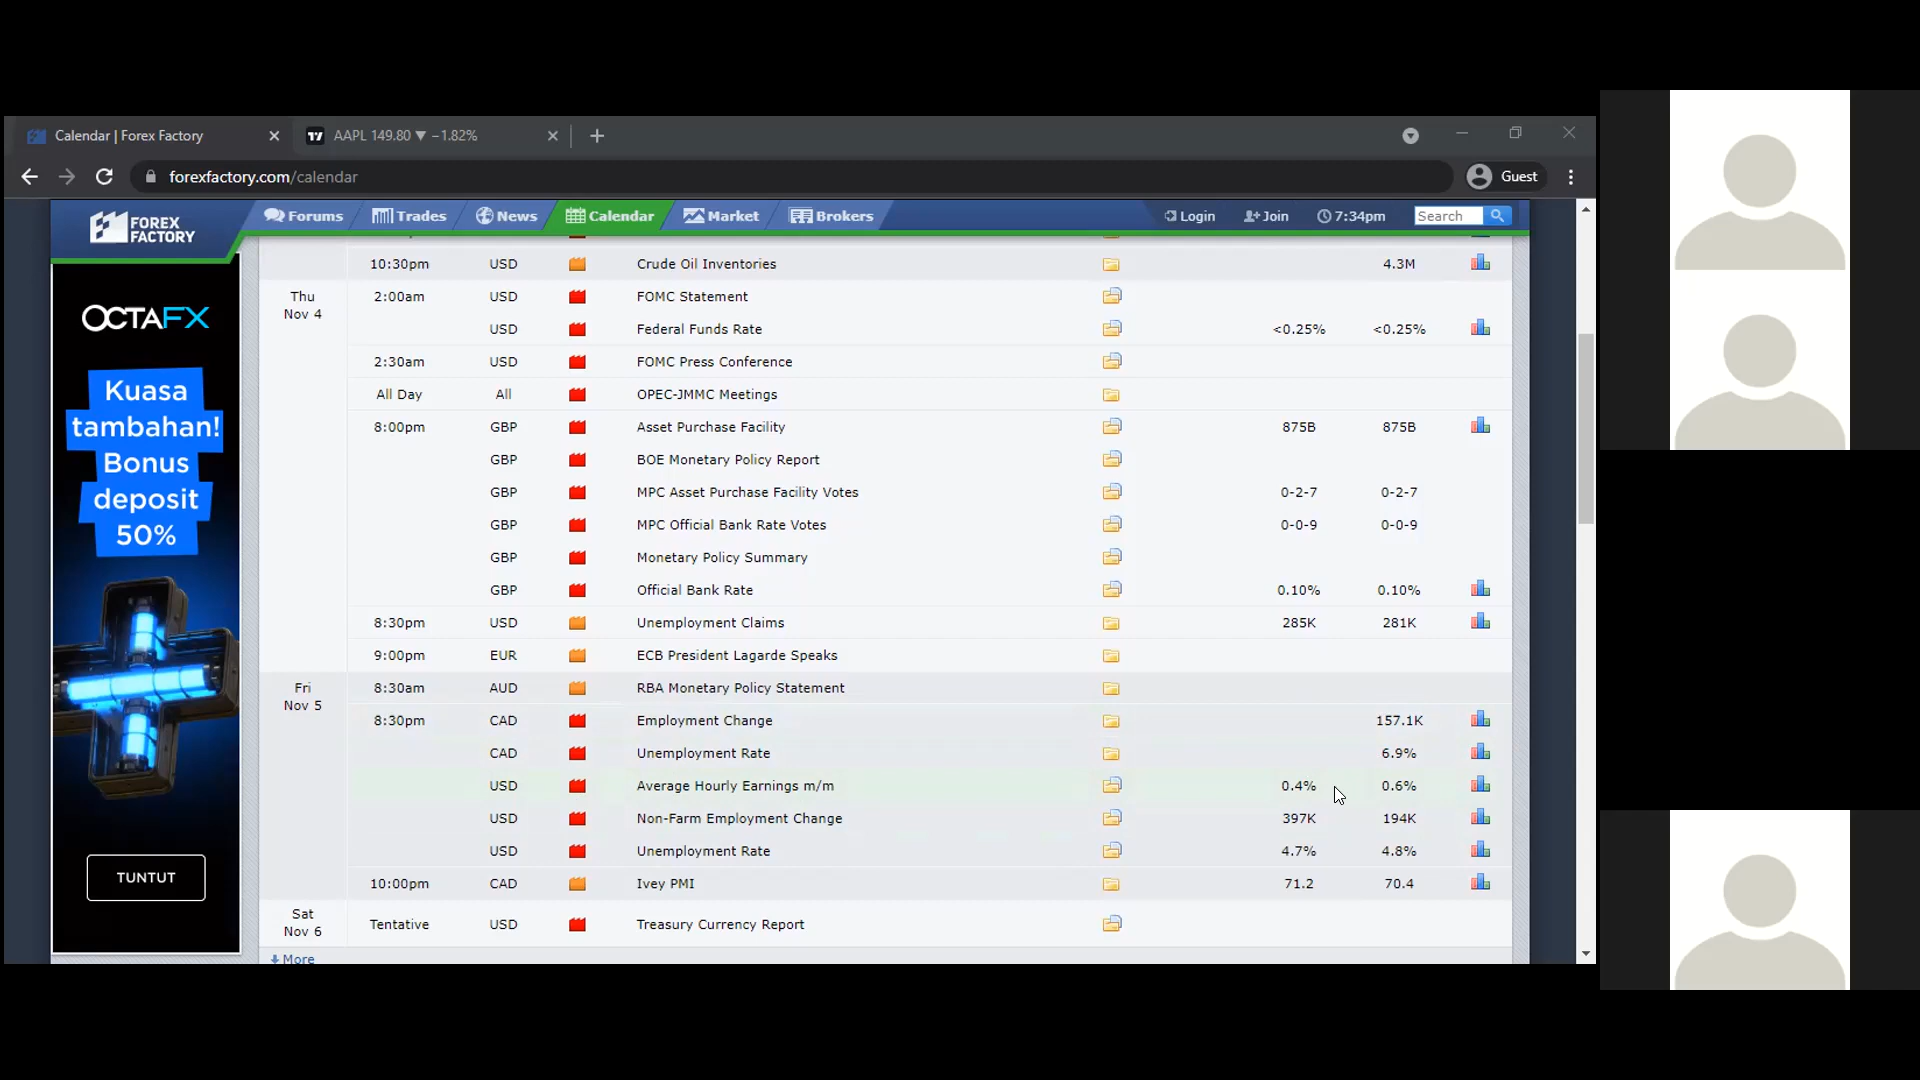 Calendar | Forex Factory
AAPL 149.80 ▼ −1.82%
forexfactory.com/calendar
Guest
FOREX FACTORY
Forums
Trades
News
Calendar
Market
Brokers
Login
Join
7:34pm
Search
OCTAFX
Kuasa
tambahan!
Bonus
deposit
50%
TUNTUT
10:30pm USD Crude Oil Inventories 4.3M
Thu Nov 4 2:00am USD FOMC Statement
USD Federal Funds Rate <0.25% <0.25%
2:30am USD FOMC Press Conference
All Day All OPEC-JMMC Meetings
8:00pm GBP Asset Purchase Facility 875B 875B
GBP BOE Monetary Policy Report
GBP MPC Asset Purchase Facility Votes 0-2-7 0-2-7
GBP MPC Official Bank Rate Votes 0-0-9 0-0-9
GBP Monetary Policy Summary
GBP Official Bank Rate 0.10% 0.10%
8:30pm USD Unemployment Claims 285K 281K
9:00pm EUR ECB President Lagarde Speaks
Fri Nov 5 8:30am AUD RBA Monetary Policy Statement
8:30pm CAD Employment Change 157.1K
CAD Unemployment Rate 6.9%
USD Average Hourly Earnings m/m 0.4% 0.6%
USD Non-Farm Employment Change 397K 194K
USD Unemployment Rate 4.7% 4.8%
10:00pm CAD Ivey PMI 71.2 70.4
Sat Nov 6 Tentative USD Treasury Currency Report
More